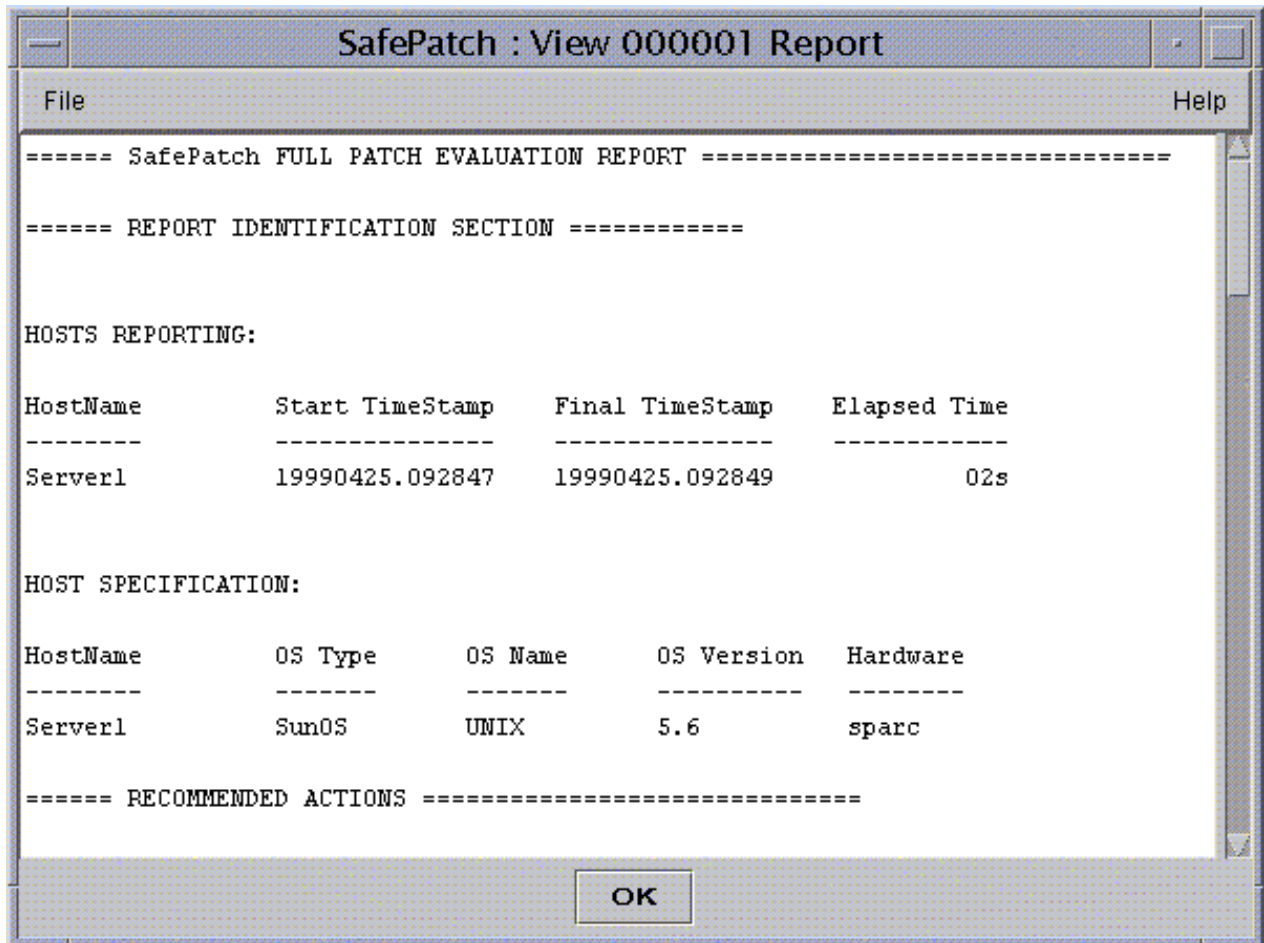 SafePatch : View 000001 Report
File Help
====== SafePatch FULL PATCH EVALUATION REPORT ================================
====== REPORT IDENTIFICATION SECTION ============
HOSTS REPORTING:
HostName Start TimeStamp Final TimeStamp Elapsed Time
-------- --------------- --------------- ------------
Server1 19990425.092847 19990425.092849 02s
HOST SPECIFICATION:
HostName OS Type OS Name OS Version Hardware
-------- ------- ------- ---------- --------
Server1 SunOS UNIX 5.6 sparc
====== RECOMMENDED ACTIONS ==============================
OK